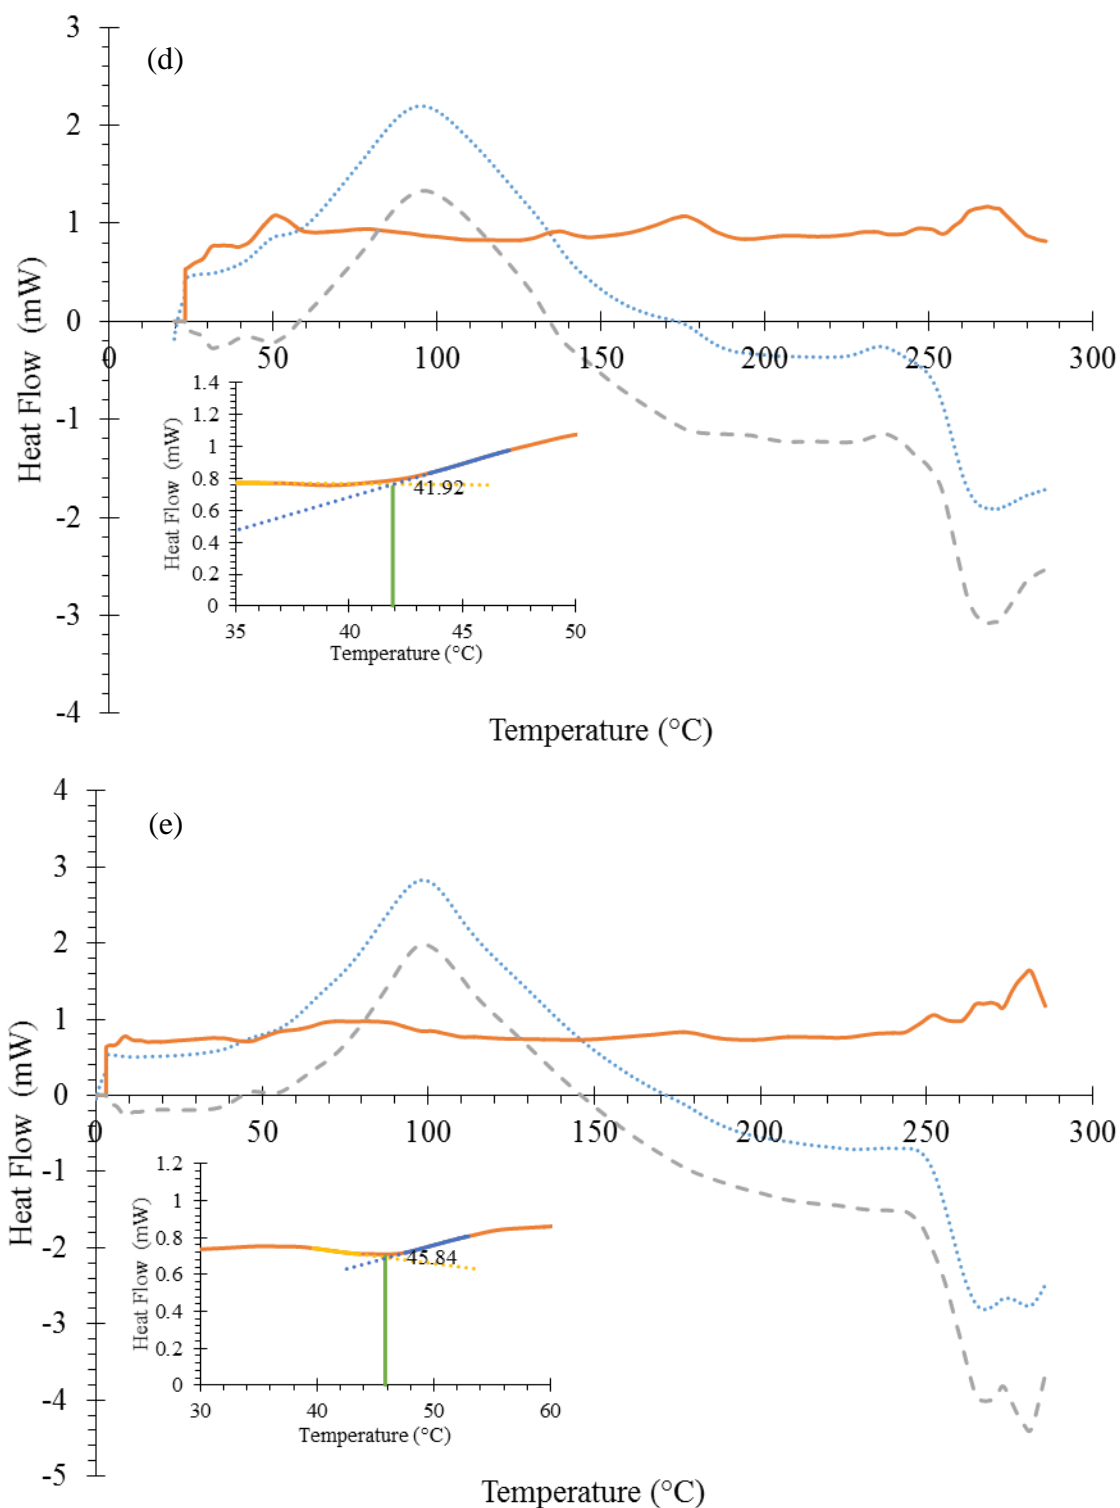 (d)
3
2
1
0
-1
-2
-3
-4
Heat Flow (mW)
0 50 100 150 200 250 300
1.4
1.2
1
0.8
0.6
0.4
0.2
0
Heat Flow (mW)
41.92
35 40 45 50
Temperature (°C)
Temperature (°C)
(e)
4
3
2
1
0
-1
-2
-3
-4
-5
Heat Flow (mW)
0 50 100 150 200 250 300
1.2
1
0.8
0.6
0.4
0.2
0
Heat Flow (mW)
45.84
30 40 50 60
Temperature (°C)
Temperature (°C)